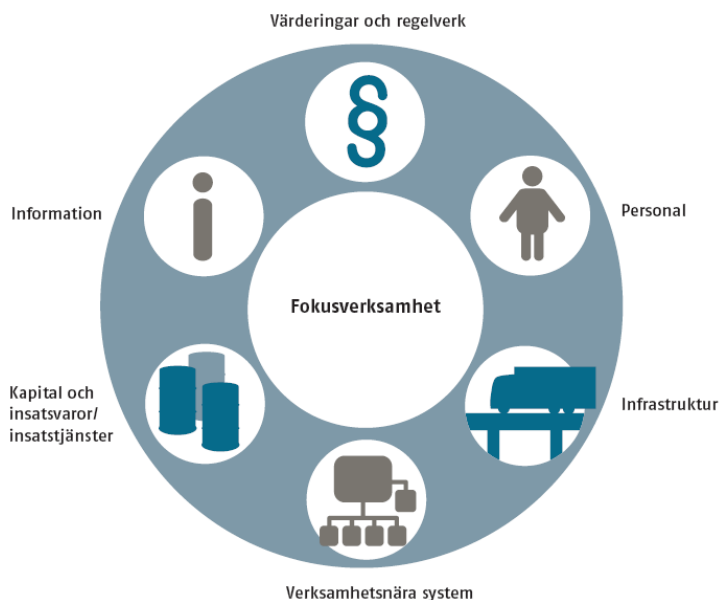 Värderingar och regelverk
Information
Personal
Fokusverksamhet
Kapital och
insatsvaror/
insatstjänster
Infrastruktur
Verksamhetsnära system